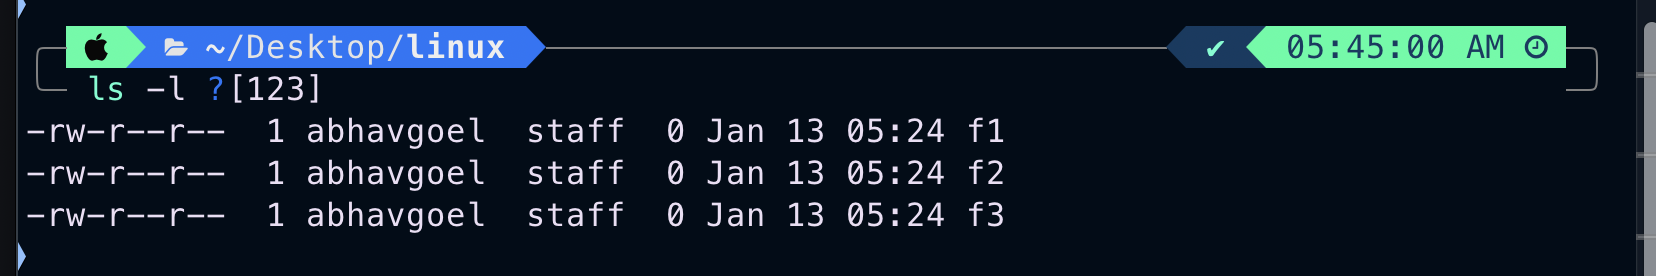 ~/Desktop/linux ✔ 05:45:00 AM
ls -l ?[123]
-rw-r--r-- 1 abhavgoel staff 0 Jan 13 05:24 f1
-rw-r--r-- 1 abhavgoel staff 0 Jan 13 05:24 f2
-rw-r--r-- 1 abhavgoel staff 0 Jan 13 05:24 f3